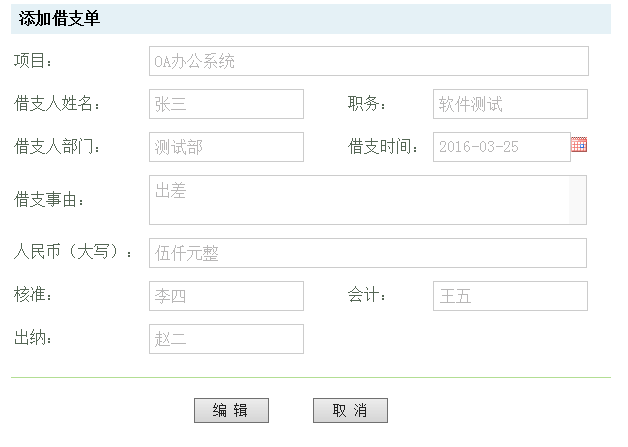 添加借支单
项目： OA办公系统
借支人姓名： 张三 职务： 软件测试
借支人部门： 测试部 借支时间： 2016-03-25
借支事由： 出差
人民币（大写）： 伍仟元整
核准： 李四 会计： 王五
出纳： 赵二
编 辑 取 消